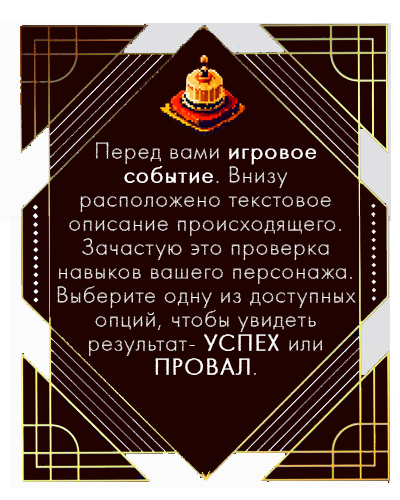 Перед вами игровое
событие. Внизу
расположено текстовое
описание происходящего.
Зачастую это проверка
навыков вашего персонажа.
Выберите одну из доступных
опций, чтобы увидеть
результат- УСПЕХ или
ПРОВАЛ.